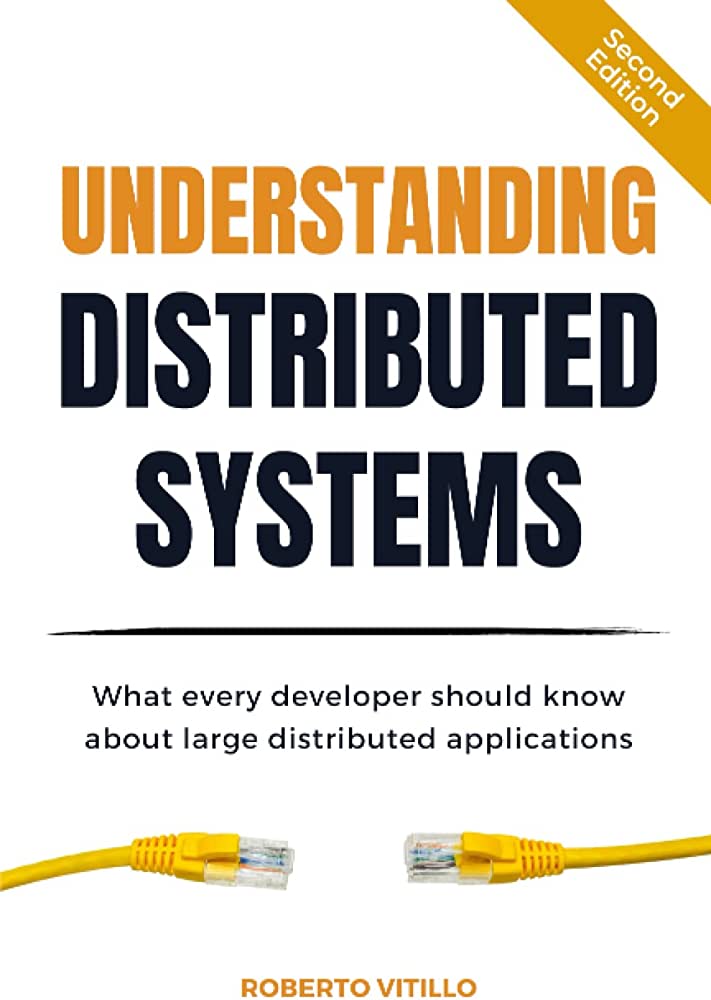 Second
Edition
UNDERSTANDING
DISTRIBUTED
SYSTEMS
What every developer should know
about large distributed applications
ROBERTO VITILLO